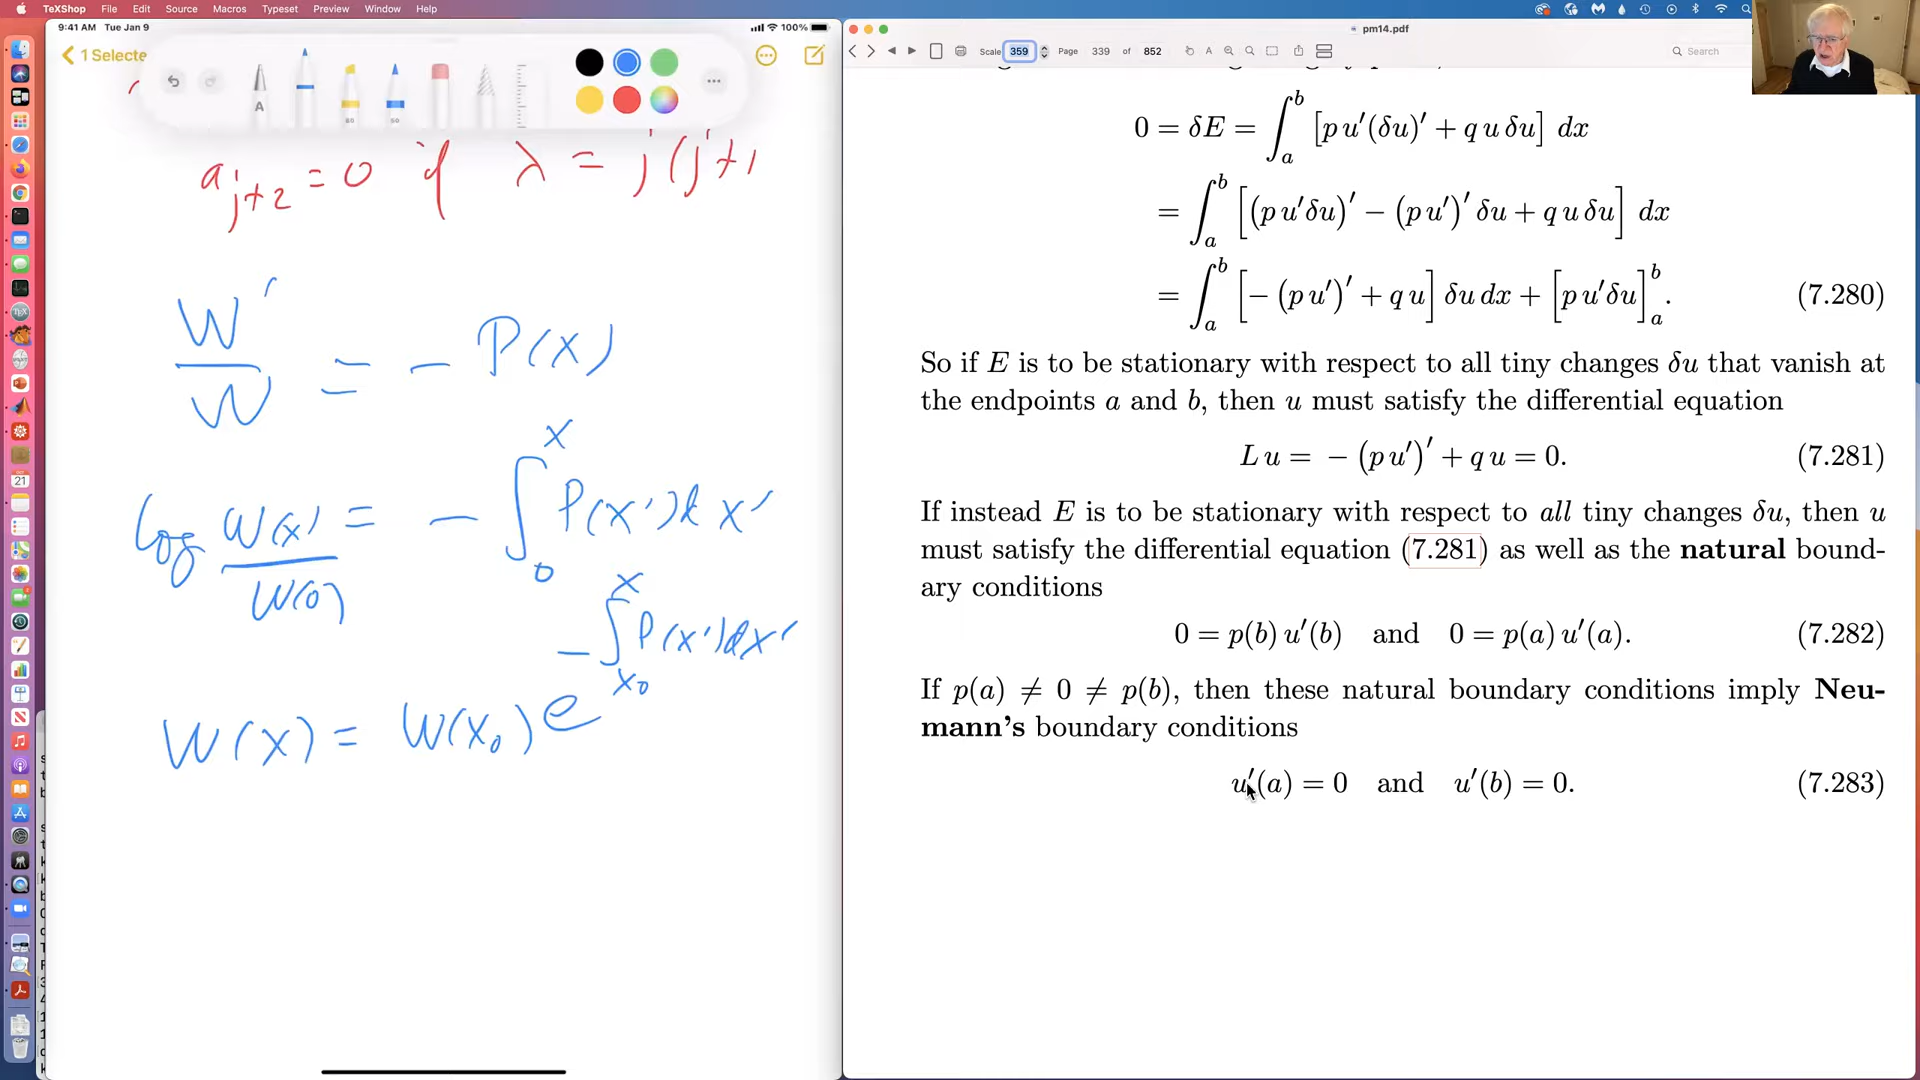 TeXShop File Edit Source Macros Typeset Preview Window Help
9:41 AM Tue Jan 9
100%
1 Selecte
A
80
50
a_{j+2} = 0 if λ = j(j+1
W′/W = − P(x)
log W(x)/W(0) = − ∫_0^x P(x′)dx′
W(x) = W(x_0) e^{−∫_{x_0}^x P(x′)dx′}
pm14.pdf
Scale 359 Page 339 of 852
Search
0 = δE = ∫_a^b [p u′(δu)′ + q u δu] dx
= ∫_a^b [(p u′δu)′ − (p u′)′ δu + q u δu] dx
= ∫_a^b [− (p u′)′ + q u] δu dx + [p u′δu]_a^b. (7.280)
So if E is to be stationary with respect to all tiny changes δu that vanish at
the endpoints a and b, then u must satisfy the differential equation
L u = − (p u′)′ + q u = 0. (7.281)
If instead E is to be stationary with respect to all tiny changes δu, then u
must satisfy the differential equation (7.281) as well as the natural bound-
ary conditions
0 = p(b) u′(b) and 0 = p(a) u′(a). (7.282)
If p(a) ≠ 0 ≠ p(b), then these natural boundary conditions imply Neu-
mann's boundary conditions
u′(a) = 0 and u′(b) = 0. (7.283)